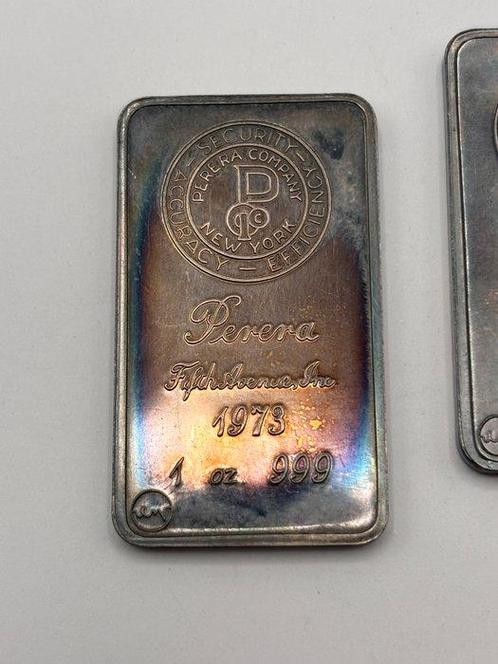 SECURITY — EFFICIENCY — ACCURACY —
PERERA COMPANY
NEW YORK
Perera
Fifth Avenue, Inc
1973
1 oz. 999